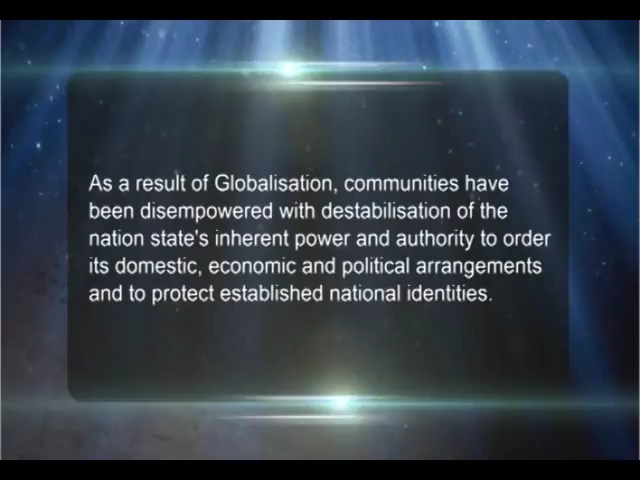 As a result of Globalisation, communities have
been disempowered with destabilisation of the
nation state's inherent power and authority to order
its domestic, economic and political arrangements
and to protect established national identities.